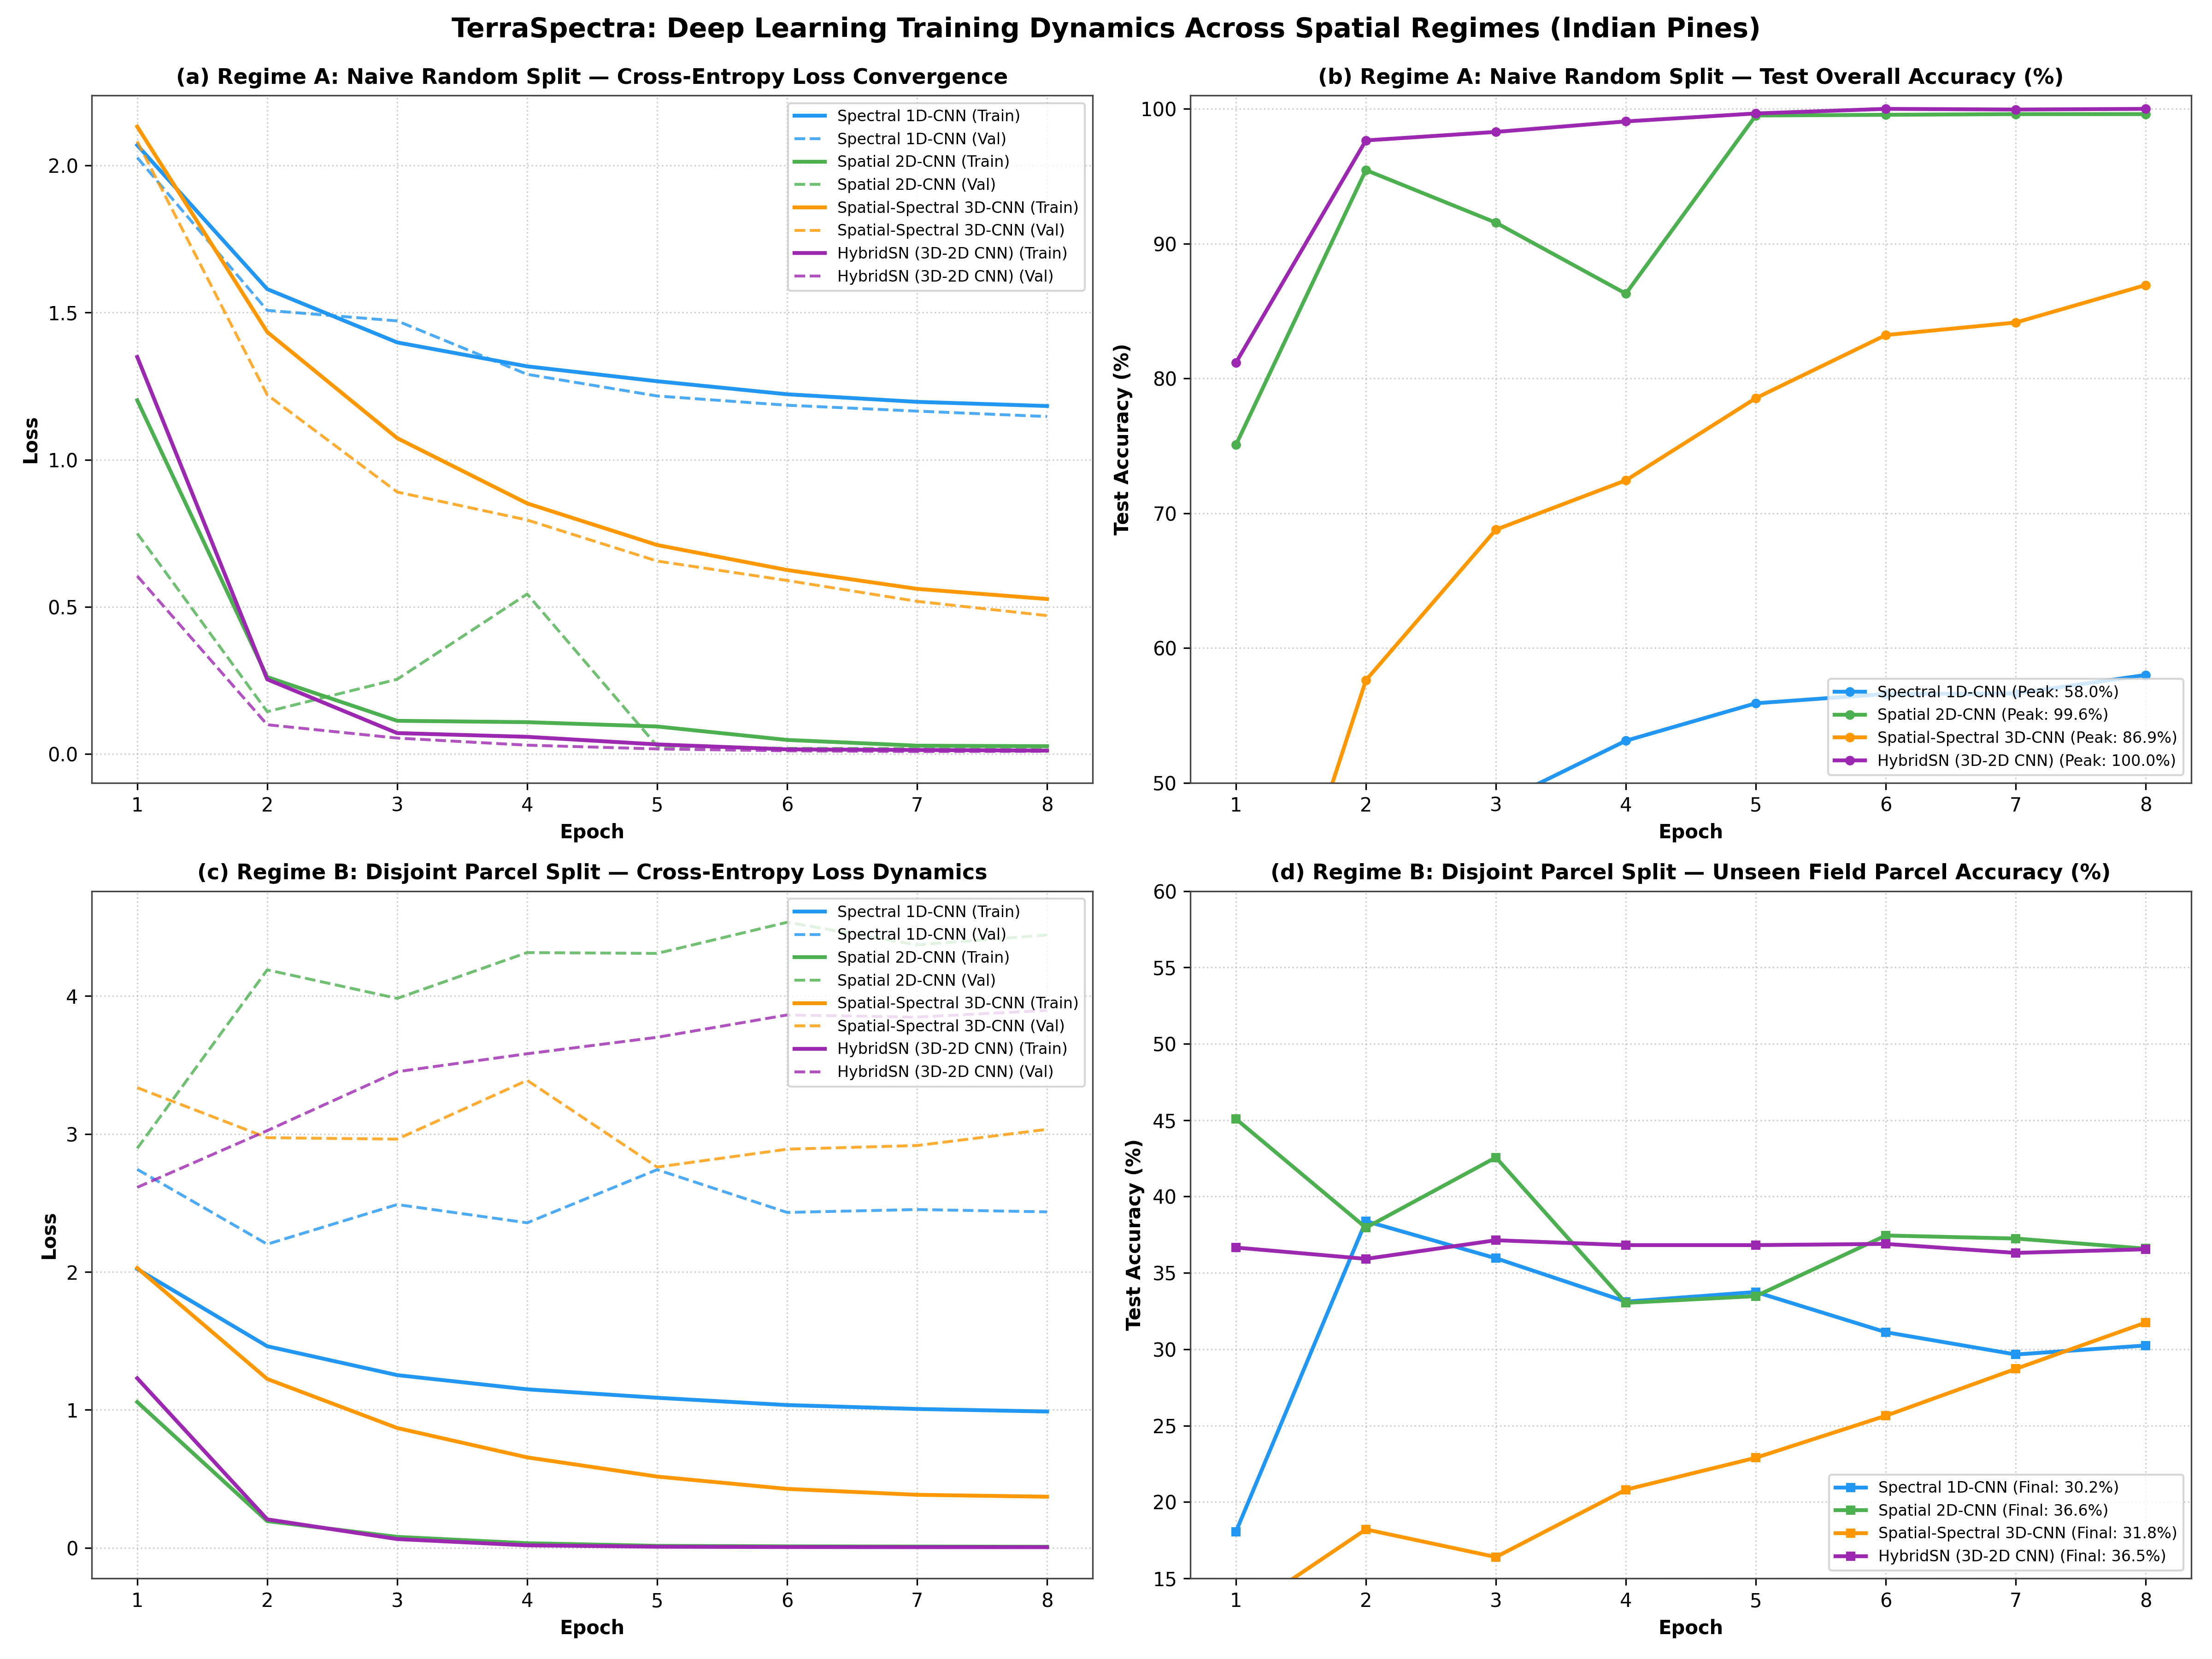 TerraSpectra: Deep Learning Training Dynamics Across Spatial Regimes (Indian Pines)
(a) Regime A: Naive Random Split — Cross-Entropy Loss Convergence
Loss
2.0
1.5
1.0
0.5
0.0
Spectral 1D-CNN (Train)
Spectral 1D-CNN (Val)
Spatial 2D-CNN (Train)
Spatial 2D-CNN (Val)
Spatial-Spectral 3D-CNN (Train)
Spatial-Spectral 3D-CNN (Val)
HybridSN (3D-2D CNN) (Train)
HybridSN (3D-2D CNN) (Val)
1 2 3 4 5 6 7 8
Epoch
(b) Regime A: Naive Random Split — Test Overall Accuracy (%)
Test Accuracy (%)
100
90
80
70
60
50
Spectral 1D-CNN (Peak: 58.0%)
Spatial 2D-CNN (Peak: 99.6%)
Spatial-Spectral 3D-CNN (Peak: 86.9%)
HybridSN (3D-2D CNN) (Peak: 100.0%)
1 2 3 4 5 6 7 8
Epoch
(c) Regime B: Disjoint Parcel Split — Cross-Entropy Loss Dynamics
Loss
4
3
2
1
0
Spectral 1D-CNN (Train)
Spectral 1D-CNN (Val)
Spatial 2D-CNN (Train)
Spatial 2D-CNN (Val)
Spatial-Spectral 3D-CNN (Train)
Spatial-Spectral 3D-CNN (Val)
HybridSN (3D-2D CNN) (Train)
HybridSN (3D-2D CNN) (Val)
1 2 3 4 5 6 7 8
Epoch
(d) Regime B: Disjoint Parcel Split — Unseen Field Parcel Accuracy (%)
Test Accuracy (%)
60
55
50
45
40
35
30
25
20
15
Spectral 1D-CNN (Final: 30.2%)
Spatial 2D-CNN (Final: 36.6%)
Spatial-Spectral 3D-CNN (Final: 31.8%)
HybridSN (3D-2D CNN) (Final: 36.5%)
1 2 3 4 5 6 7 8
Epoch